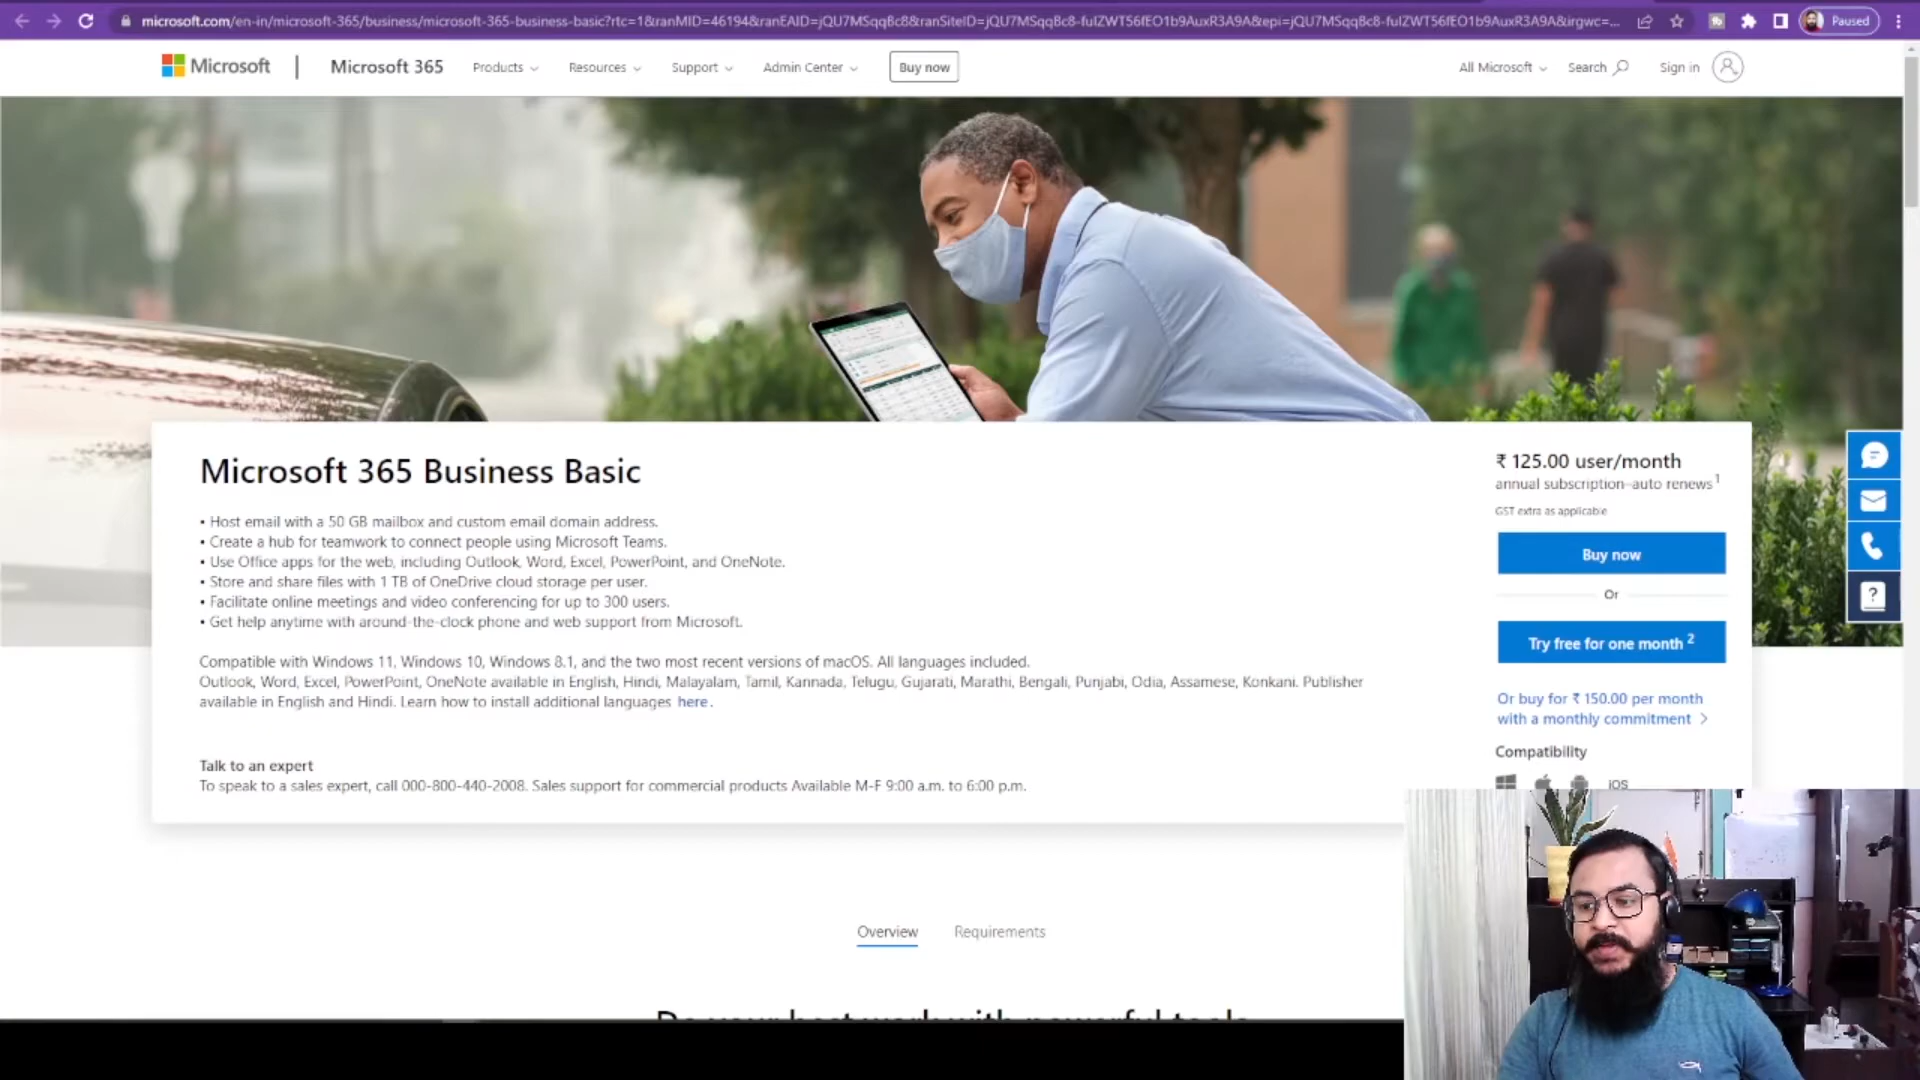 microsoft.com/en-in/microsoft-365/business/microsoft-365-business-basic?rtc=1&ranMID=46194&ranEAID=jQU7MSqqBc8&ranSiteID=jQU7MSqqBc8-fuIZWT56fEO1b9AuxR3A9A&epi=jQU7MSqqBc8-fuIZWT56fEO1b9AuxR3A9A&irgwc=...
Paused
Microsoft | Microsoft 365 Products Resources Support Admin Center Buy now All Microsoft Search Sign in
Microsoft 365 Business Basic
• Host email with a 50 GB mailbox and custom email domain address.
• Create a hub for teamwork to connect people using Microsoft Teams.
• Use Office apps for the web, including Outlook, Word, Excel, PowerPoint, and OneNote.
• Store and share files with 1 TB of OneDrive cloud storage per user.
• Facilitate online meetings and video conferencing for up to 300 users.
• Get help anytime with around-the-clock phone and web support from Microsoft.
Compatible with Windows 11, Windows 10, Windows 8.1, and the two most recent versions of macOS. All languages included.
Outlook, Word, Excel, PowerPoint, OneNote available in English, Hindi, Malayalam, Tamil, Kannada, Telugu, Gujarati, Marathi, Bengali, Punjabi, Odia, Assamese, Konkani. Publisher
available in English and Hindi. Learn how to install additional languages here.
Talk to an expert
To speak to a sales expert, call 000-800-440-2008. Sales support for commercial products Available M-F 9:00 a.m. to 6:00 p.m.
₹ 125.00 user/month
annual subscription–auto renews 1
GST extra as applicable
Buy now
Or
Try free for one month 2
Or buy for ₹ 150.00 per month
with a monthly commitment
Compatibility
iOS
Overview Requirements
Do your best work with powerful tools